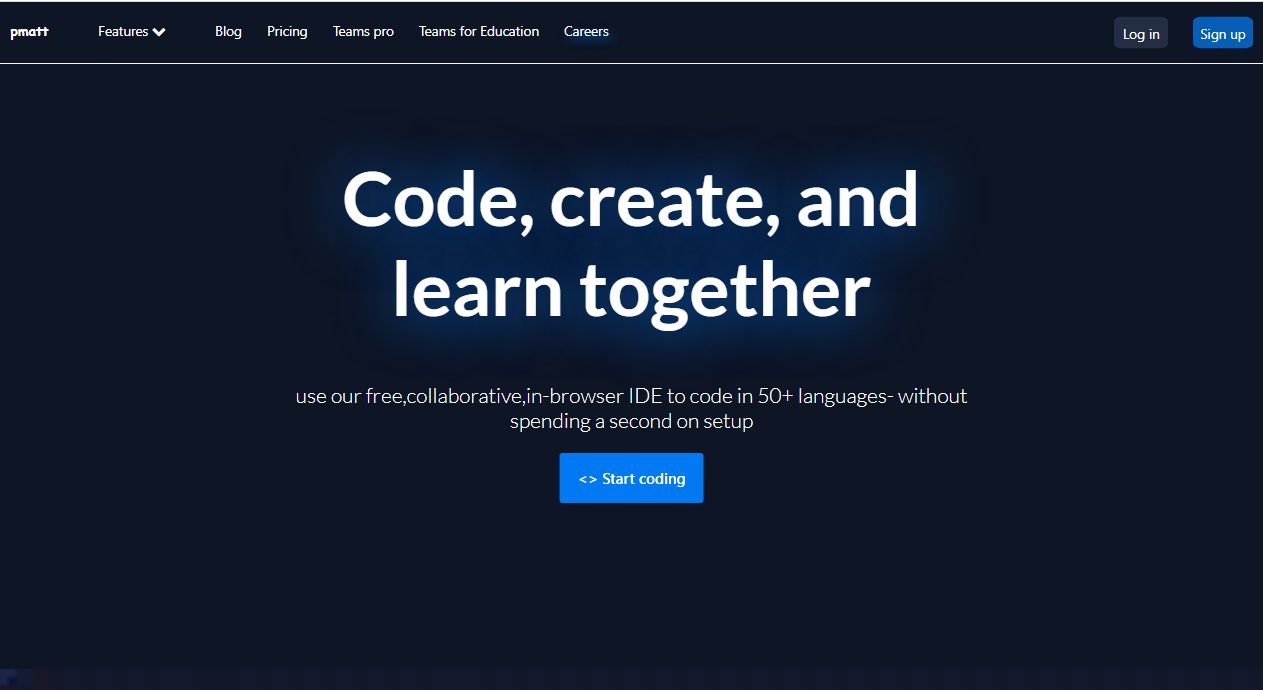 pmatt Features Blog Pricing Teams pro Teams for Education Careers Log in Sign up
Code, create, and
learn together
use our free,collaborative,in-browser IDE to code in 50+ languages- without
spending a second on setup
<> Start coding